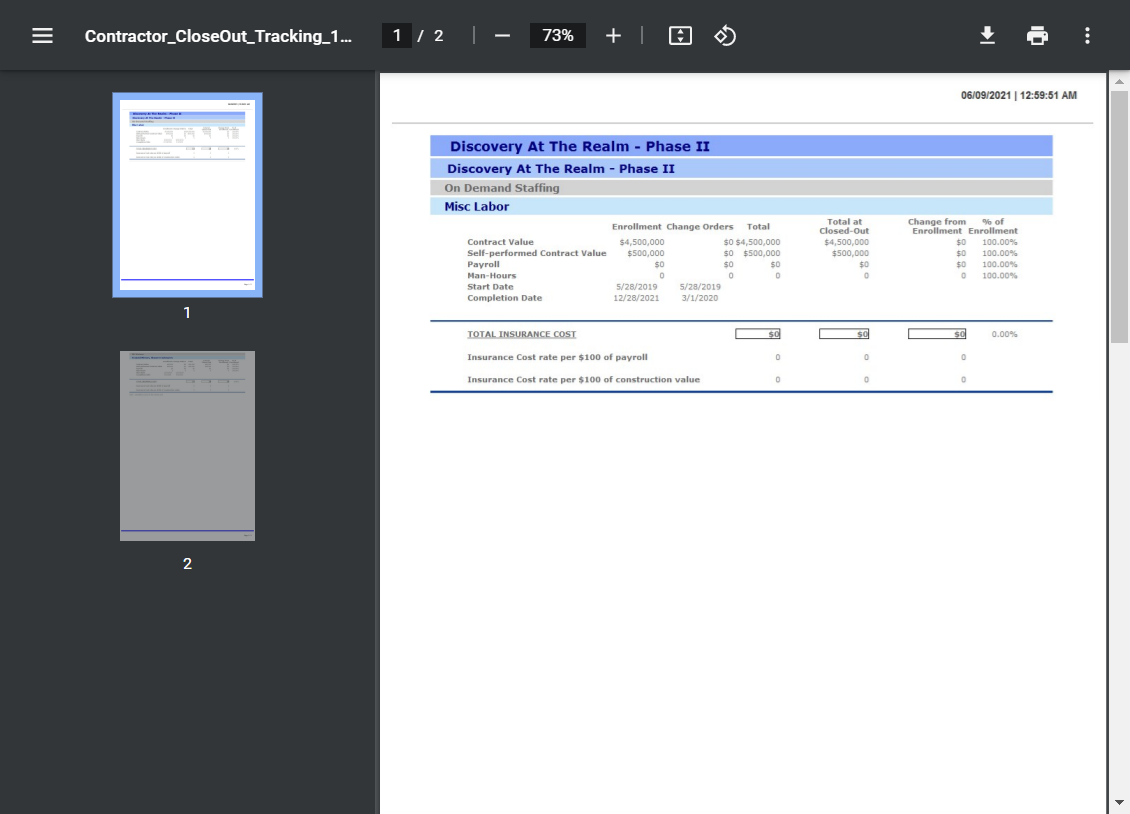 Contractor_CloseOut_Tracking_1... 1 / 2 73%
06/09/2021 | 12:59:51 AM
Discovery At The Realm - Phase II
Discovery At The Realm - Phase II
On Demand Staffing
Misc Labor
Enrollment Change Orders Total Total at Closed-Out Change from Enrollment % of Enrollment
Contract Value $4,500,000 $0 $4,500,000 $4,500,000 $0 100.00%
Self-performed Contract Value $500,000 $0 $500,000 $500,000 $0 100.00%
Payroll $0 $0 $0 $0 $0 100.00%
Man-Hours 0 0 0 0 0 100.00%
Start Date 5/28/2019 5/28/2019
Completion Date 12/28/2021 3/1/2020
TOTAL INSURANCE COST $0 $0 $0 0.00%
Insurance Cost rate per $100 of payroll 0 0 0
Insurance Cost rate per $100 of construction value 0 0 0
1
2